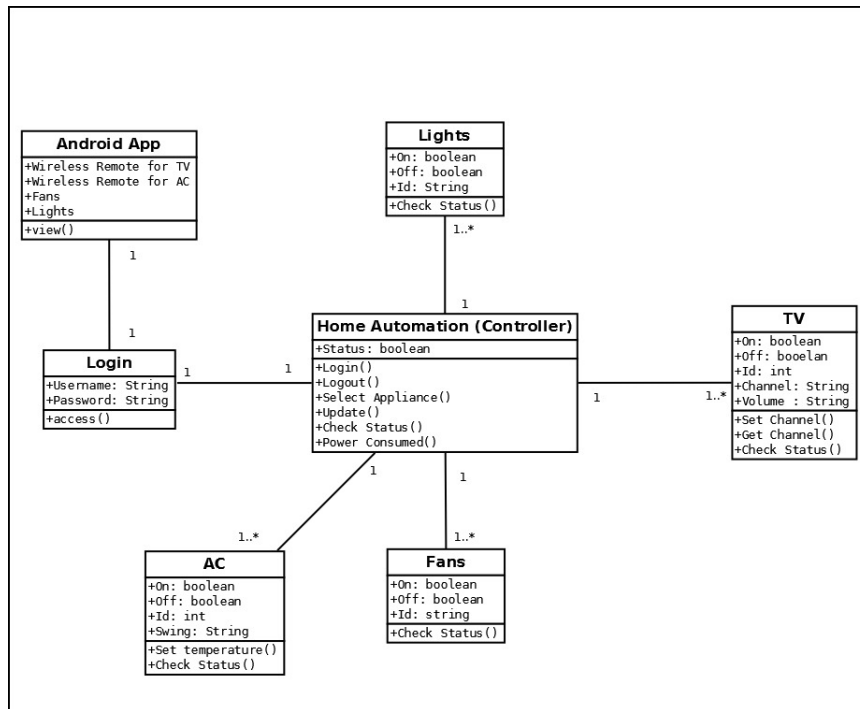 Android App
+Wireless Remote for TV
+Wireless Remote for AC
+Fans
+Lights
+view()
1
1
Login
+Username: String
+Password: String
+access()
1
1
Lights
+On: boolean
+Off: boolean
+Id: String
+Check Status()
1..*
1
Home Automation (Controller)
+Status: boolean
+Login()
+Logout()
+Select Appliance()
+Update()
+Check Status()
+Power Consumed()
1
1..*
TV
+On: boolean
+Off: booelan
+Id: int
+Channel: String
+Volume : String
+Set Channel()
+Get Channel()
+Check Status()
1
1..*
AC
+On: boolean
+Off: boolean
+Id: int
+Swing: String
+Set temperature()
+Check Status()
1
1..*
Fans
+On: boolean
+Off: boolean
+Id: string
+Check Status()